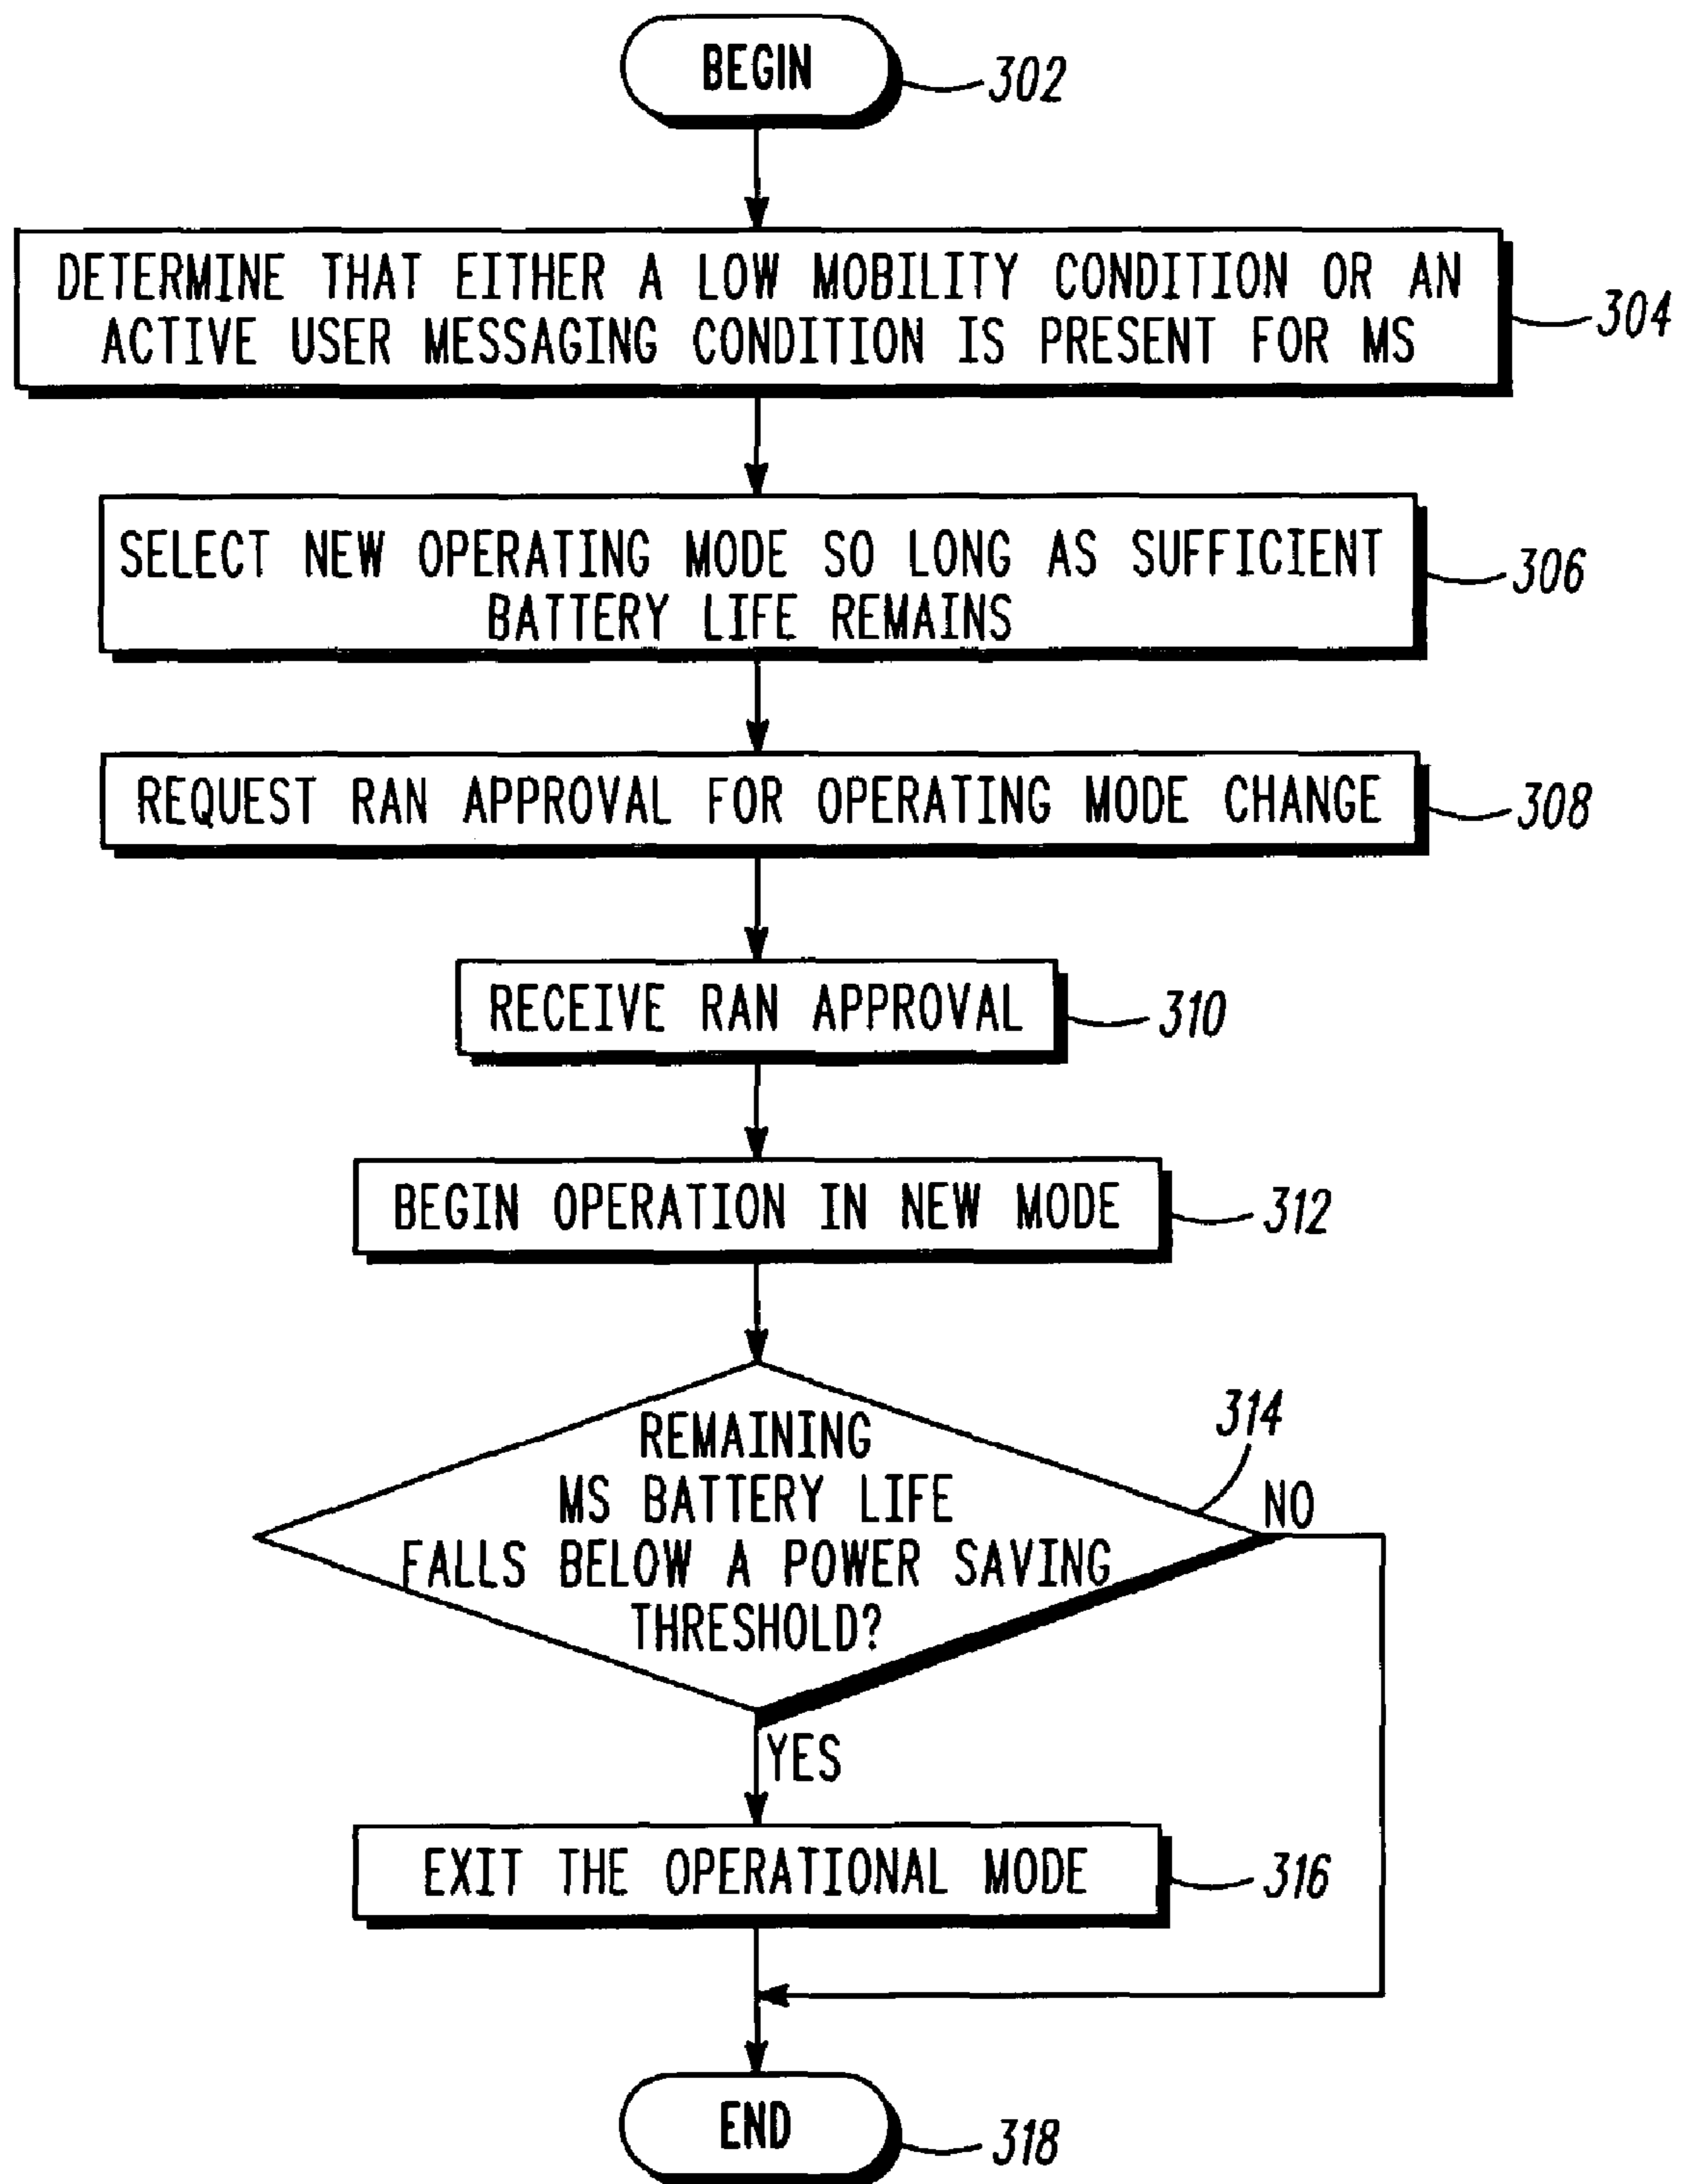 BEGIN
302
DETERMINE THAT EITHER A LOW MOBILITY CONDITION OR AN
ACTIVE USER MESSAGING CONDITION IS PRESENT FOR MS
304
SELECT NEW OPERATING MODE SO LONG AS SUFFICIENT
BATTERY LIFE REMAINS
306
REQUEST RAN APPROVAL FOR OPERATING MODE CHANGE
308
RECEIVE RAN APPROVAL
310
BEGIN OPERATION IN NEW MODE
312
REMAINING
MS BATTERY LIFE
FALLS BELOW A POWER SAVING
THRESHOLD?
314
NO
YES
EXIT THE OPERATIONAL MODE
316
END
318